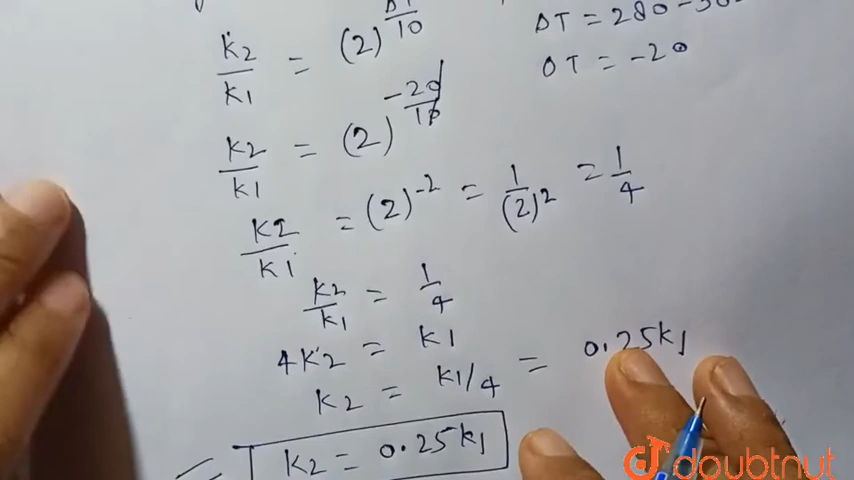 K2/K1 = (2)^ΔT/10
ΔT = 280 - 30
ΔT = -20
K2/K1 = (2)^-20/10
K2/K1 = (2)^-2 = 1/(2)^2 = 1/4
K2/K1 = 1/4
4K2 = K1
K2 = K1/4 = 0.25K1
K2 = 0.25K1
doubtnut